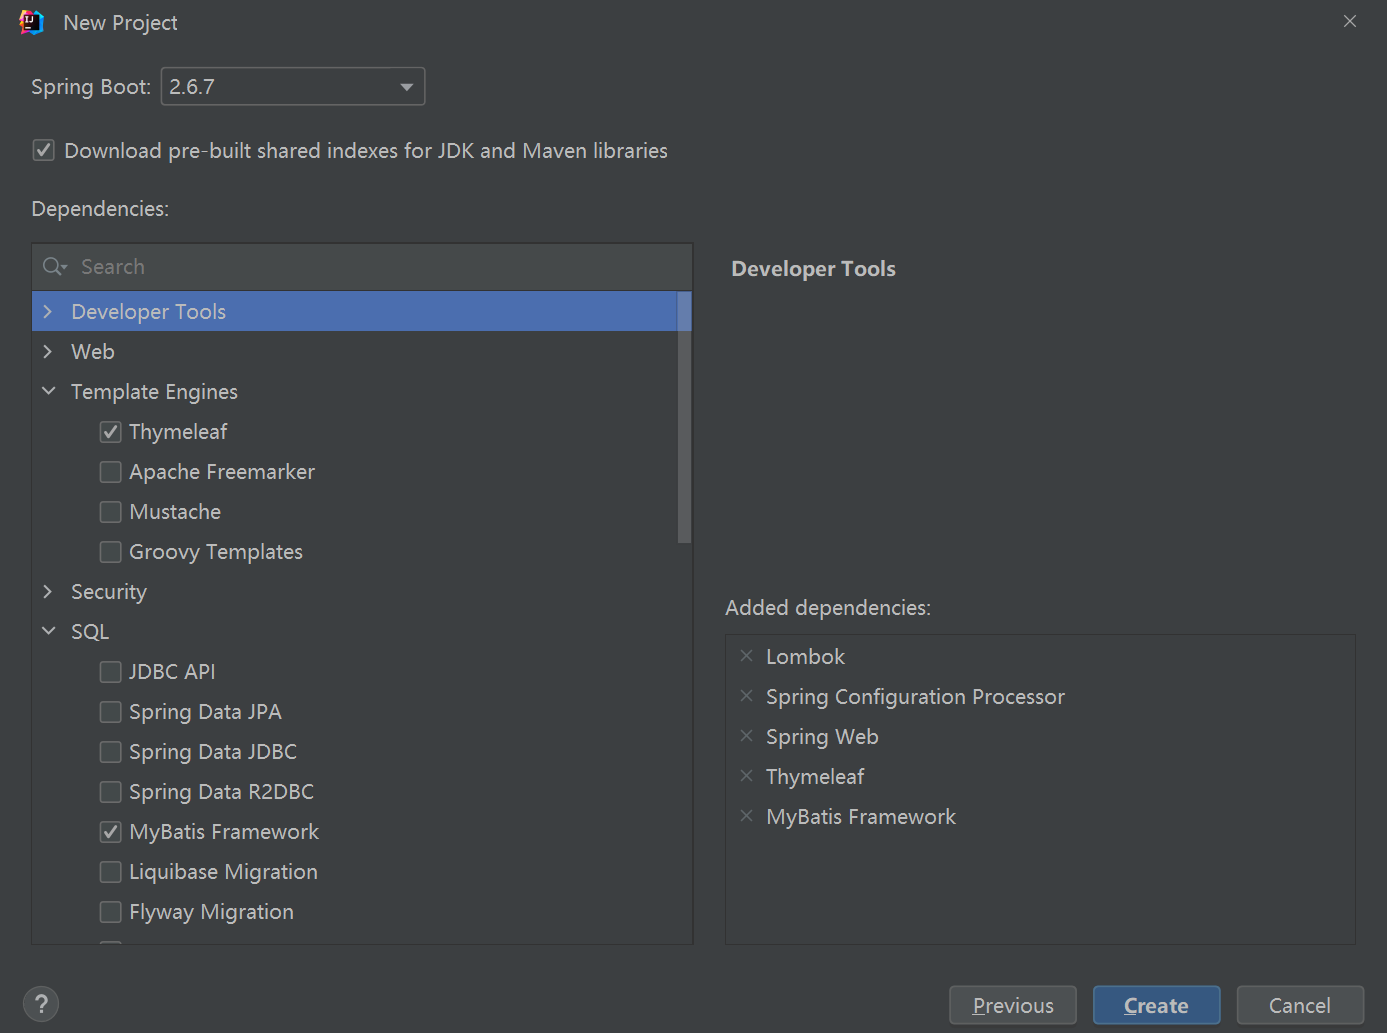 New Project
Spring Boot: 2.6.7
Download pre-built shared indexes for JDK and Maven libraries
Dependencies:
Search
Developer Tools
Web
Template Engines
Thymeleaf
Apache Freemarker
Mustache
Groovy Templates
Security
SQL
JDBC API
Spring Data JPA
Spring Data JDBC
Spring Data R2DBC
MyBatis Framework
Liquibase Migration
Flyway Migration
Developer Tools
Added dependencies:
Lombok
Spring Configuration Processor
Spring Web
Thymeleaf
MyBatis Framework
? Previous Create Cancel